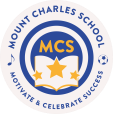 MOUNT CHARLES SCHOOL
MCS
MOTIVATE & CELEBRATE SUCCESS